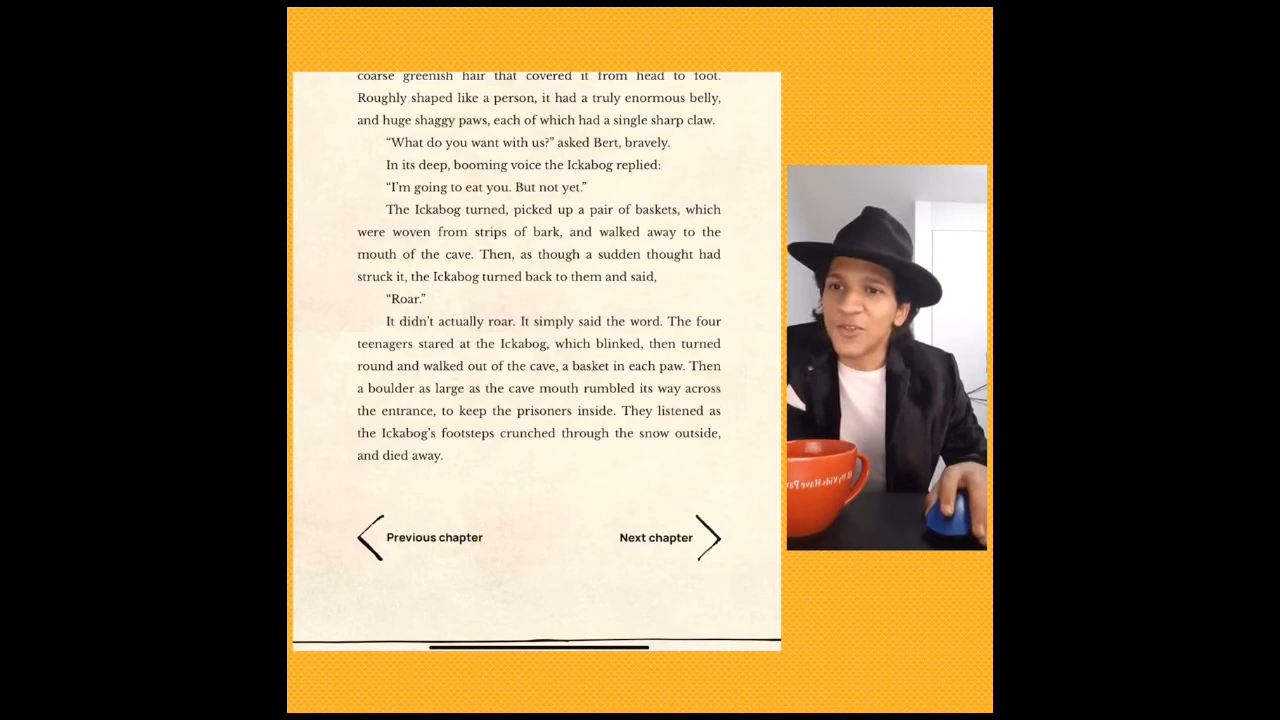 coarse greenish hair that covered it from head to foot.
Roughly shaped like a person, it had a truly enormous belly,
and huge shaggy paws, each of which had a single sharp claw.
“What do you want with us?” asked Bert, bravely.
In its deep, booming voice the Ickabog replied:
“I’m going to eat you. But not yet.”
The Ickabog turned, picked up a pair of baskets, which
were woven from strips of bark, and walked away to the
mouth of the cave. Then, as though a sudden thought had
struck it, the Ickabog turned back to them and said,
“Roar.”
It didn’t actually roar. It simply said the word. The four
teenagers stared at the Ickabog, which blinked, then turned
round and walked out of the cave, a basket in each paw. Then
a boulder as large as the cave mouth rumbled its way across
the entrance, to keep the prisoners inside. They listened as
the Ickabog’s footsteps crunched through the snow outside,
and died away.
Previous chapter
Next chapter
My Kids Have Paw